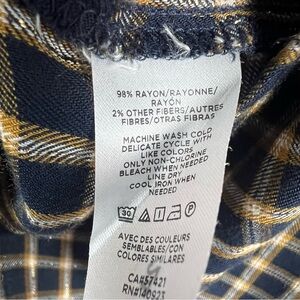 98% RAYON/RAYONNE/
RAYÓN
2% OTHER FIBERS/AUTRES
FIBRES/OTRAS FIBRAS
MACHINE WASH COLD
DELICATE CYCLE WITH
LIKE COLORS
ONLY NON-CHLORINE
BLEACH WHEN NEEDED
LINE DRY
COOL IRON WHEN
NEEDED
30
AVEC DES COULEURS
SEMBLABLES/CON
COLORES SIMILARES
CA#57421
RN#140923